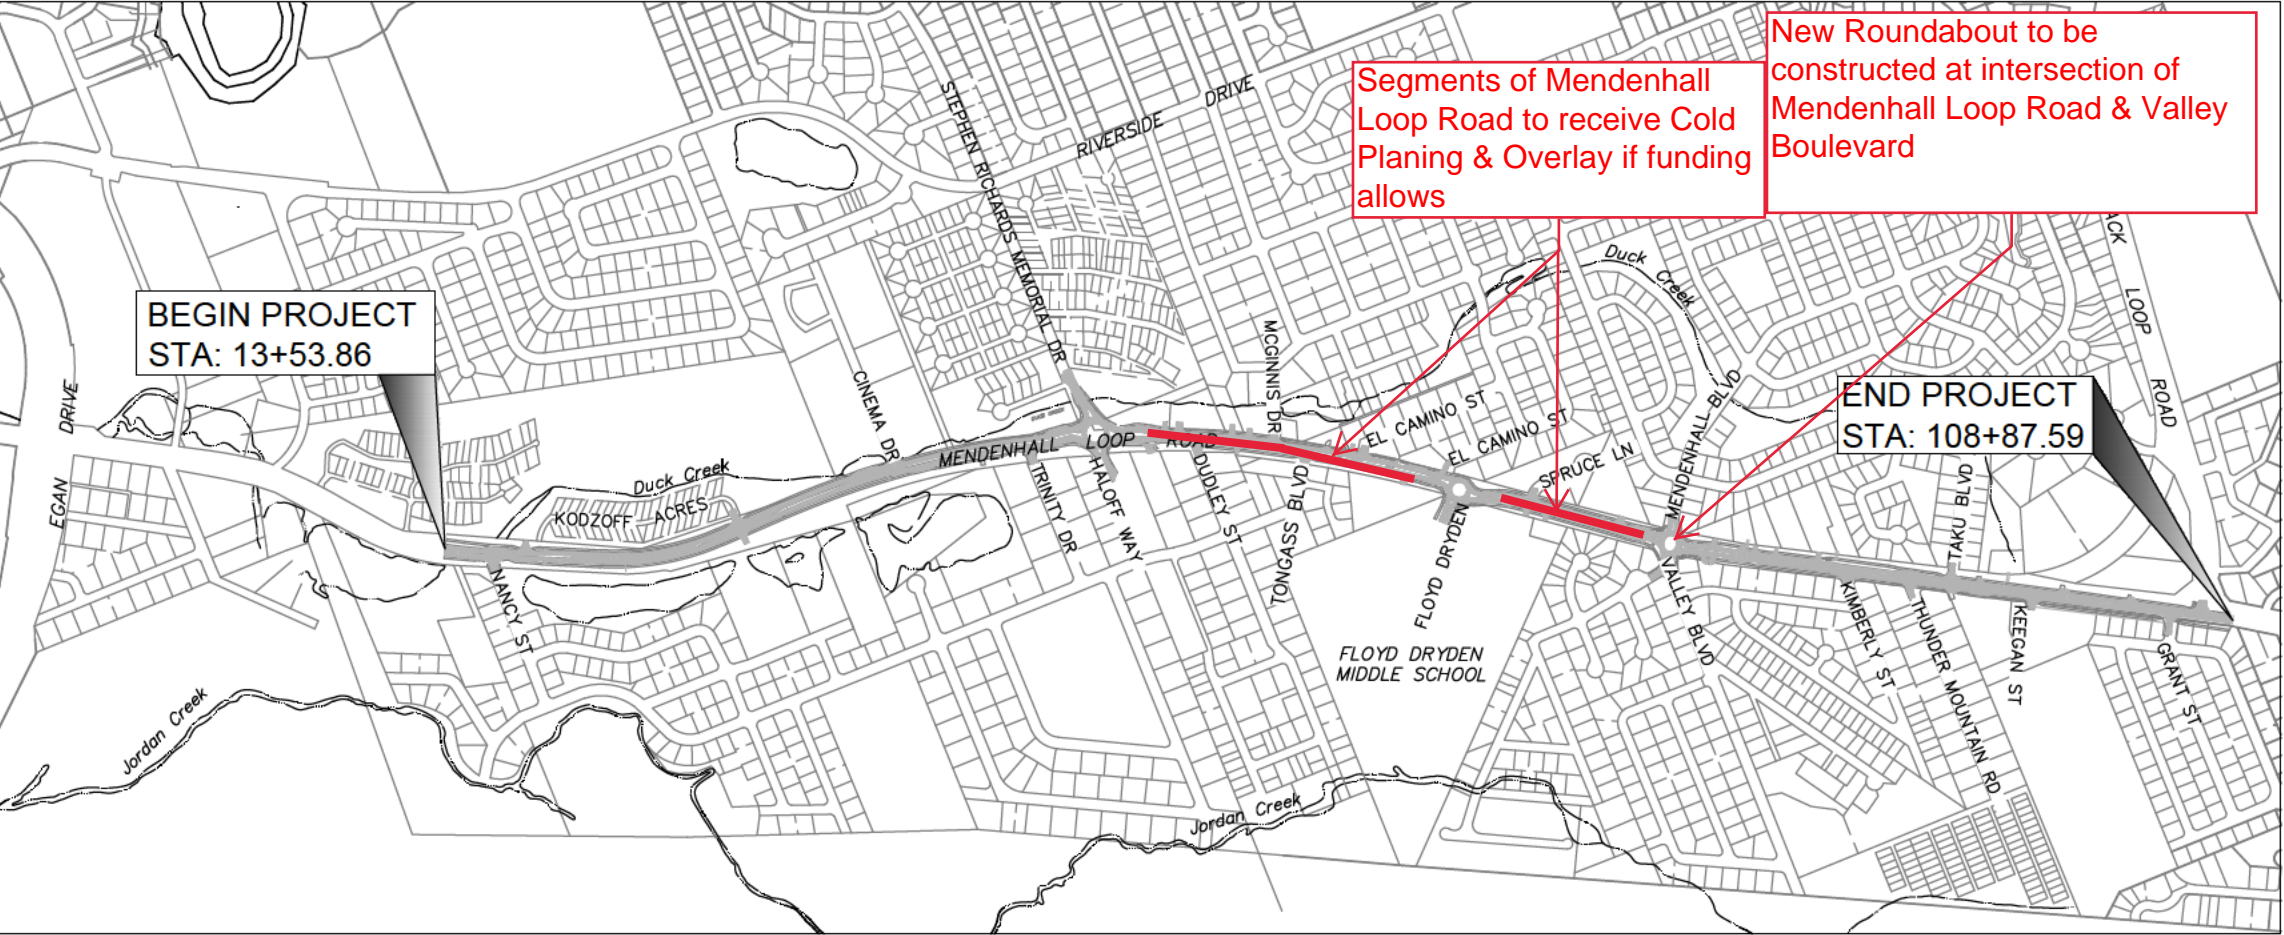 New Roundabout to be
constructed at intersection of
Mendenhall Loop Road & Valley
Boulevard
Segments of Mendenhall
Loop Road to receive Cold
Planing & Overlay if funding
allows
STEPHEN RICHARDS MEMORIAL DR
RIVERSIDE DRIVE
ACK LOOP ROAD
Duck Creek
BEGIN PROJECT
STA: 13+53.86
END PROJECT
STA: 108+87.59
EGAN DRIVE
CINEMA DR
MCGINNIS DR
EL CAMINO ST
EL CAMINO ST
SPRUCE LN
MENDENHALL BLVD
TAKU BLVD
MENDENHALL LOOP ROAD
Duck Creek
KODZOFF ACRES
NANCY ST
TRINITY DR
HALOFF WAY
DUDLEY ST
TONGASS BLVD
FLOYD DRYDEN
VALLEY BLVD
KIMBERLY ST
THUNDER MOUNTAIN RD
KEEGAN ST
GRANT ST
FLOYD DRYDEN
MIDDLE SCHOOL
Jordan Creek
Jordan Creek